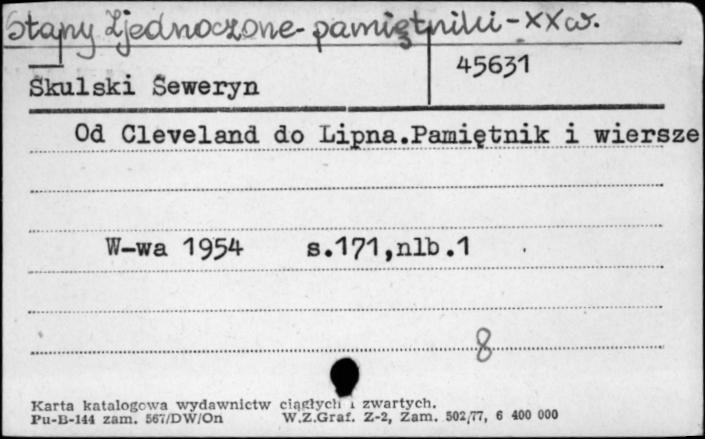 Stany Zjednoczone - pamiętniki - XX w.
45631
Skulski Seweryn
Od Cleveland do Lipna.Pamiętnik i wiersze
W-wa 1954 s.171,nlb.1
8
Karta katalogowa wydawnictw ciągłych i zwartych.
Pu-B-144 zam. 567/DW/On W.Z.Graf. Z-2, Zam. 502/77, 6 400 000